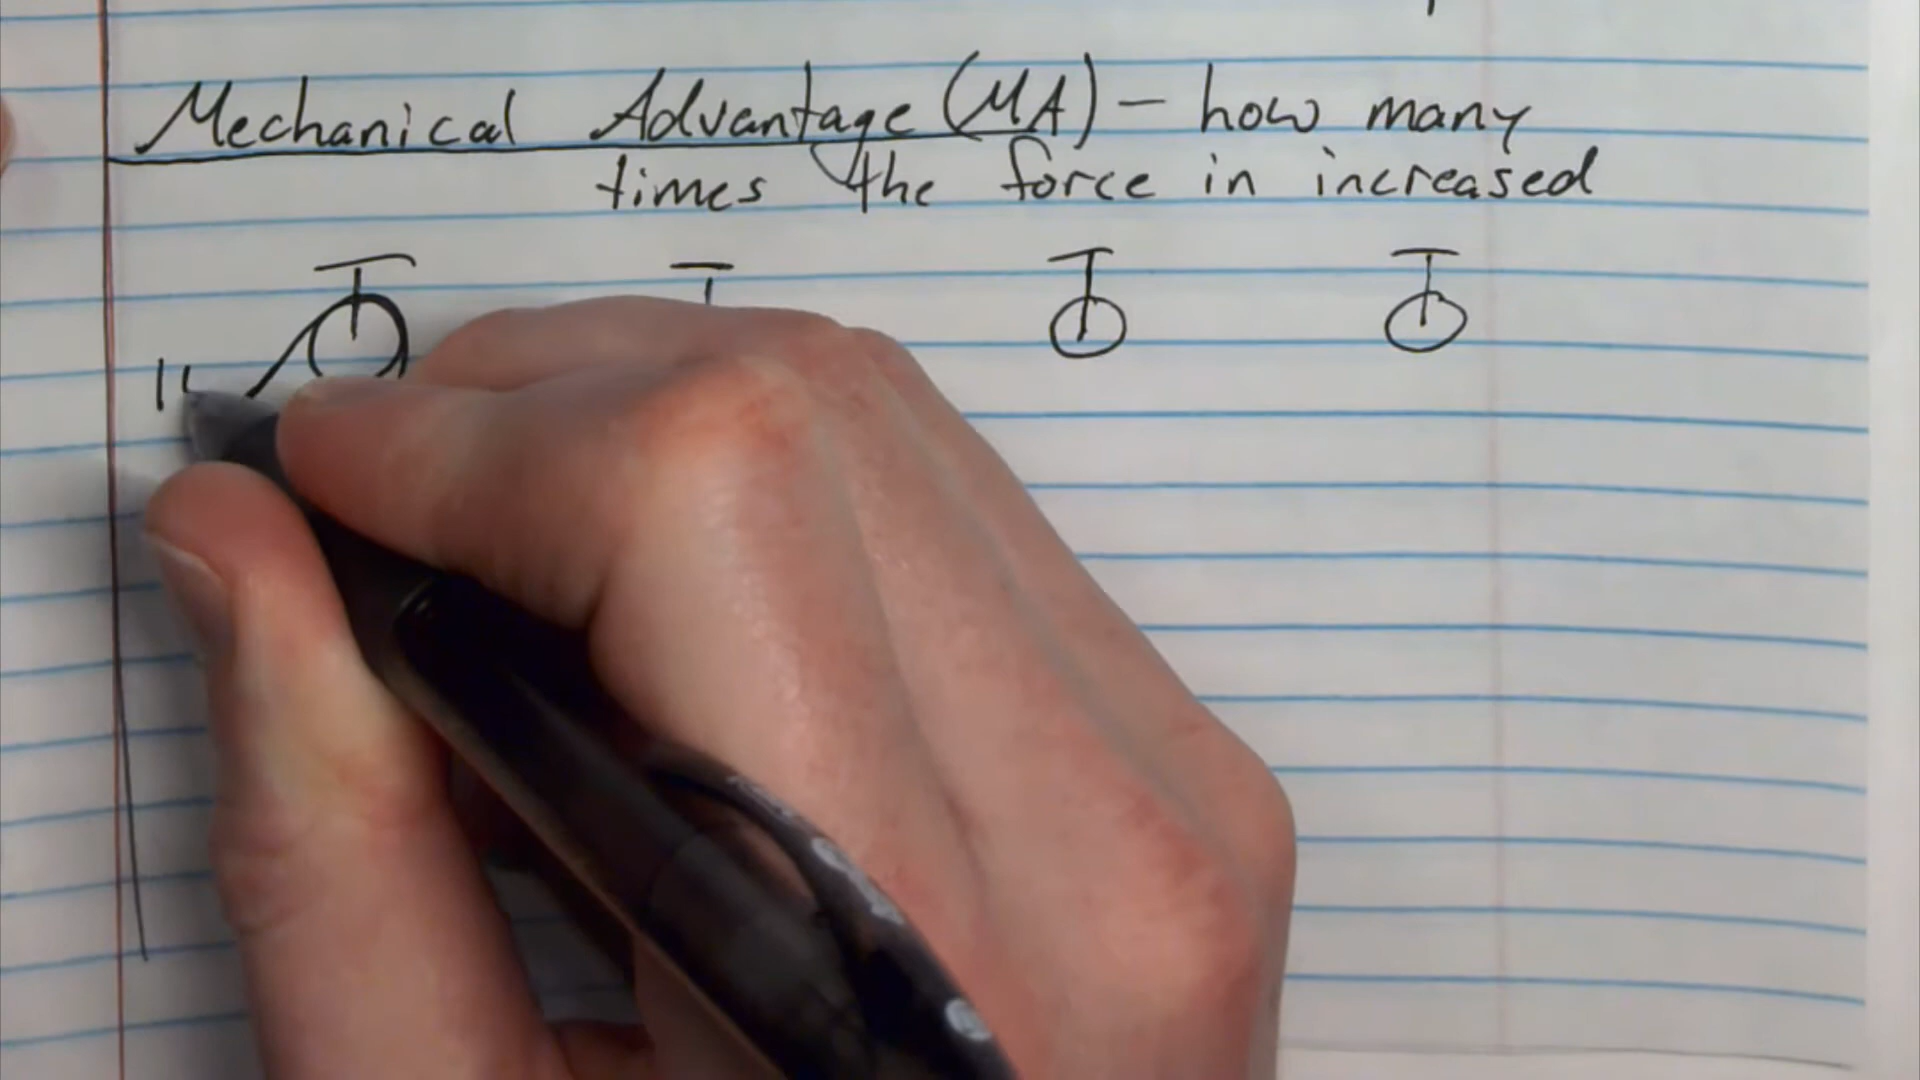 Mechanical Advantage (MA) – how many
times the force in increased